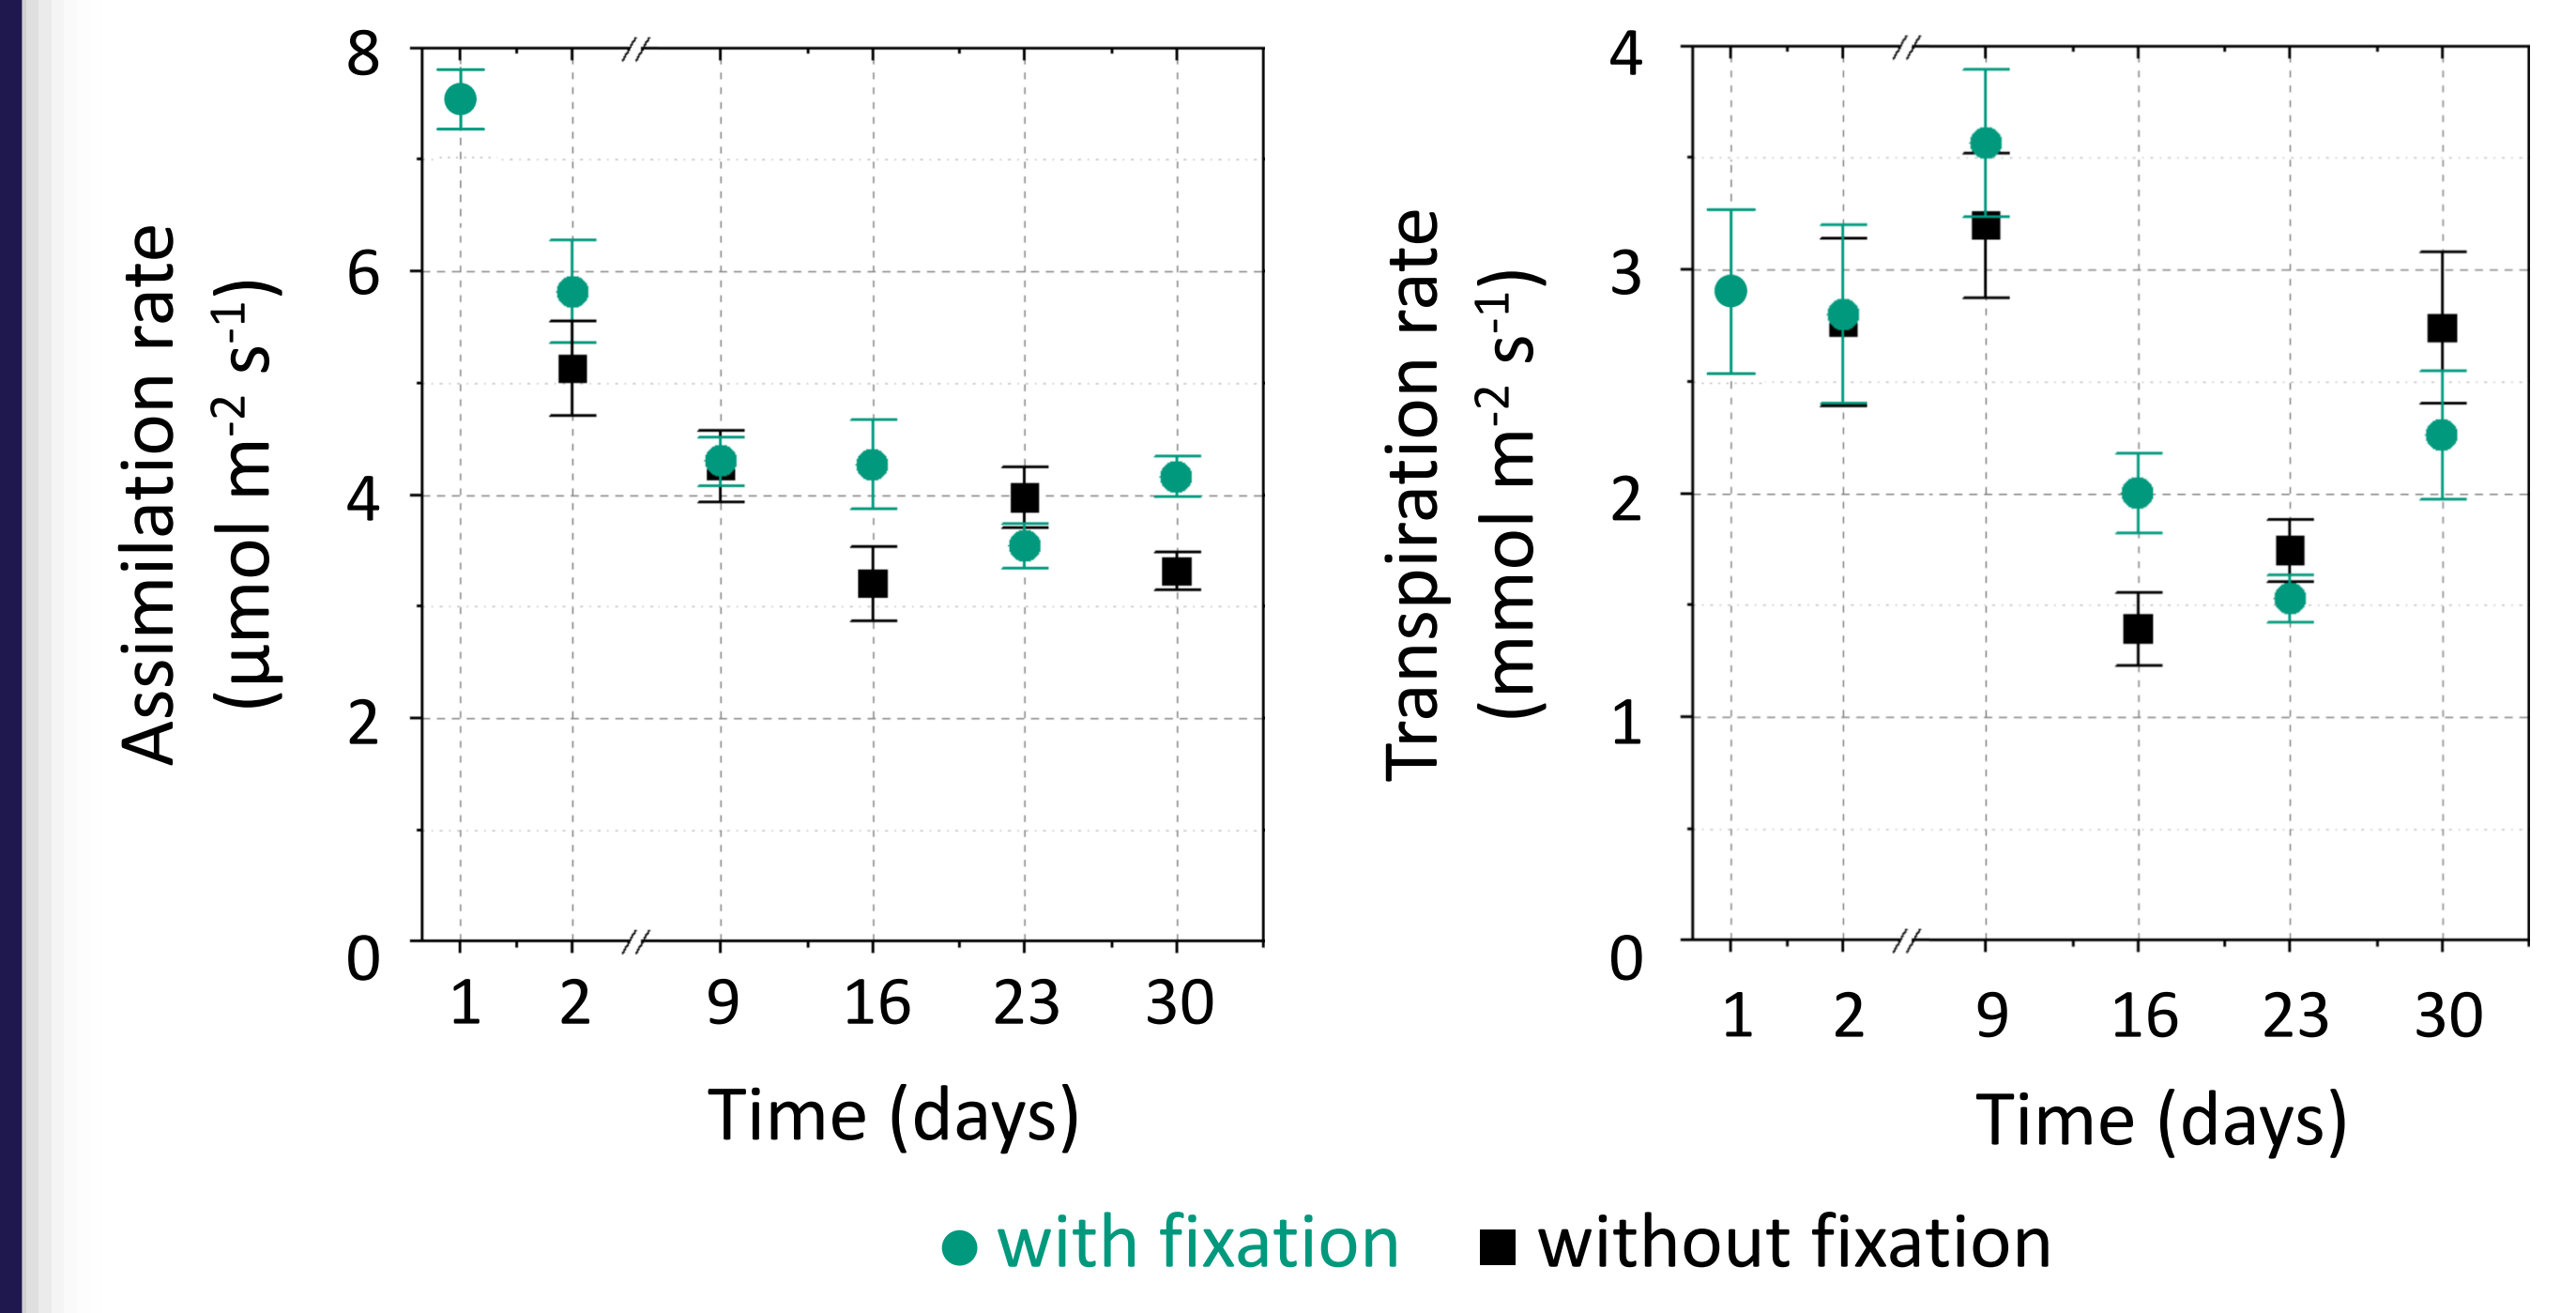 Assimilation rate
(µmol m⁻² s⁻¹)
8
6
4
2
0
1 2 9 16 23 30
Time (days)
Transpiration rate
(mmol m⁻² s⁻¹)
4
3
2
1
0
1 2 9 16 23 30
Time (days)
with fixation
without fixation